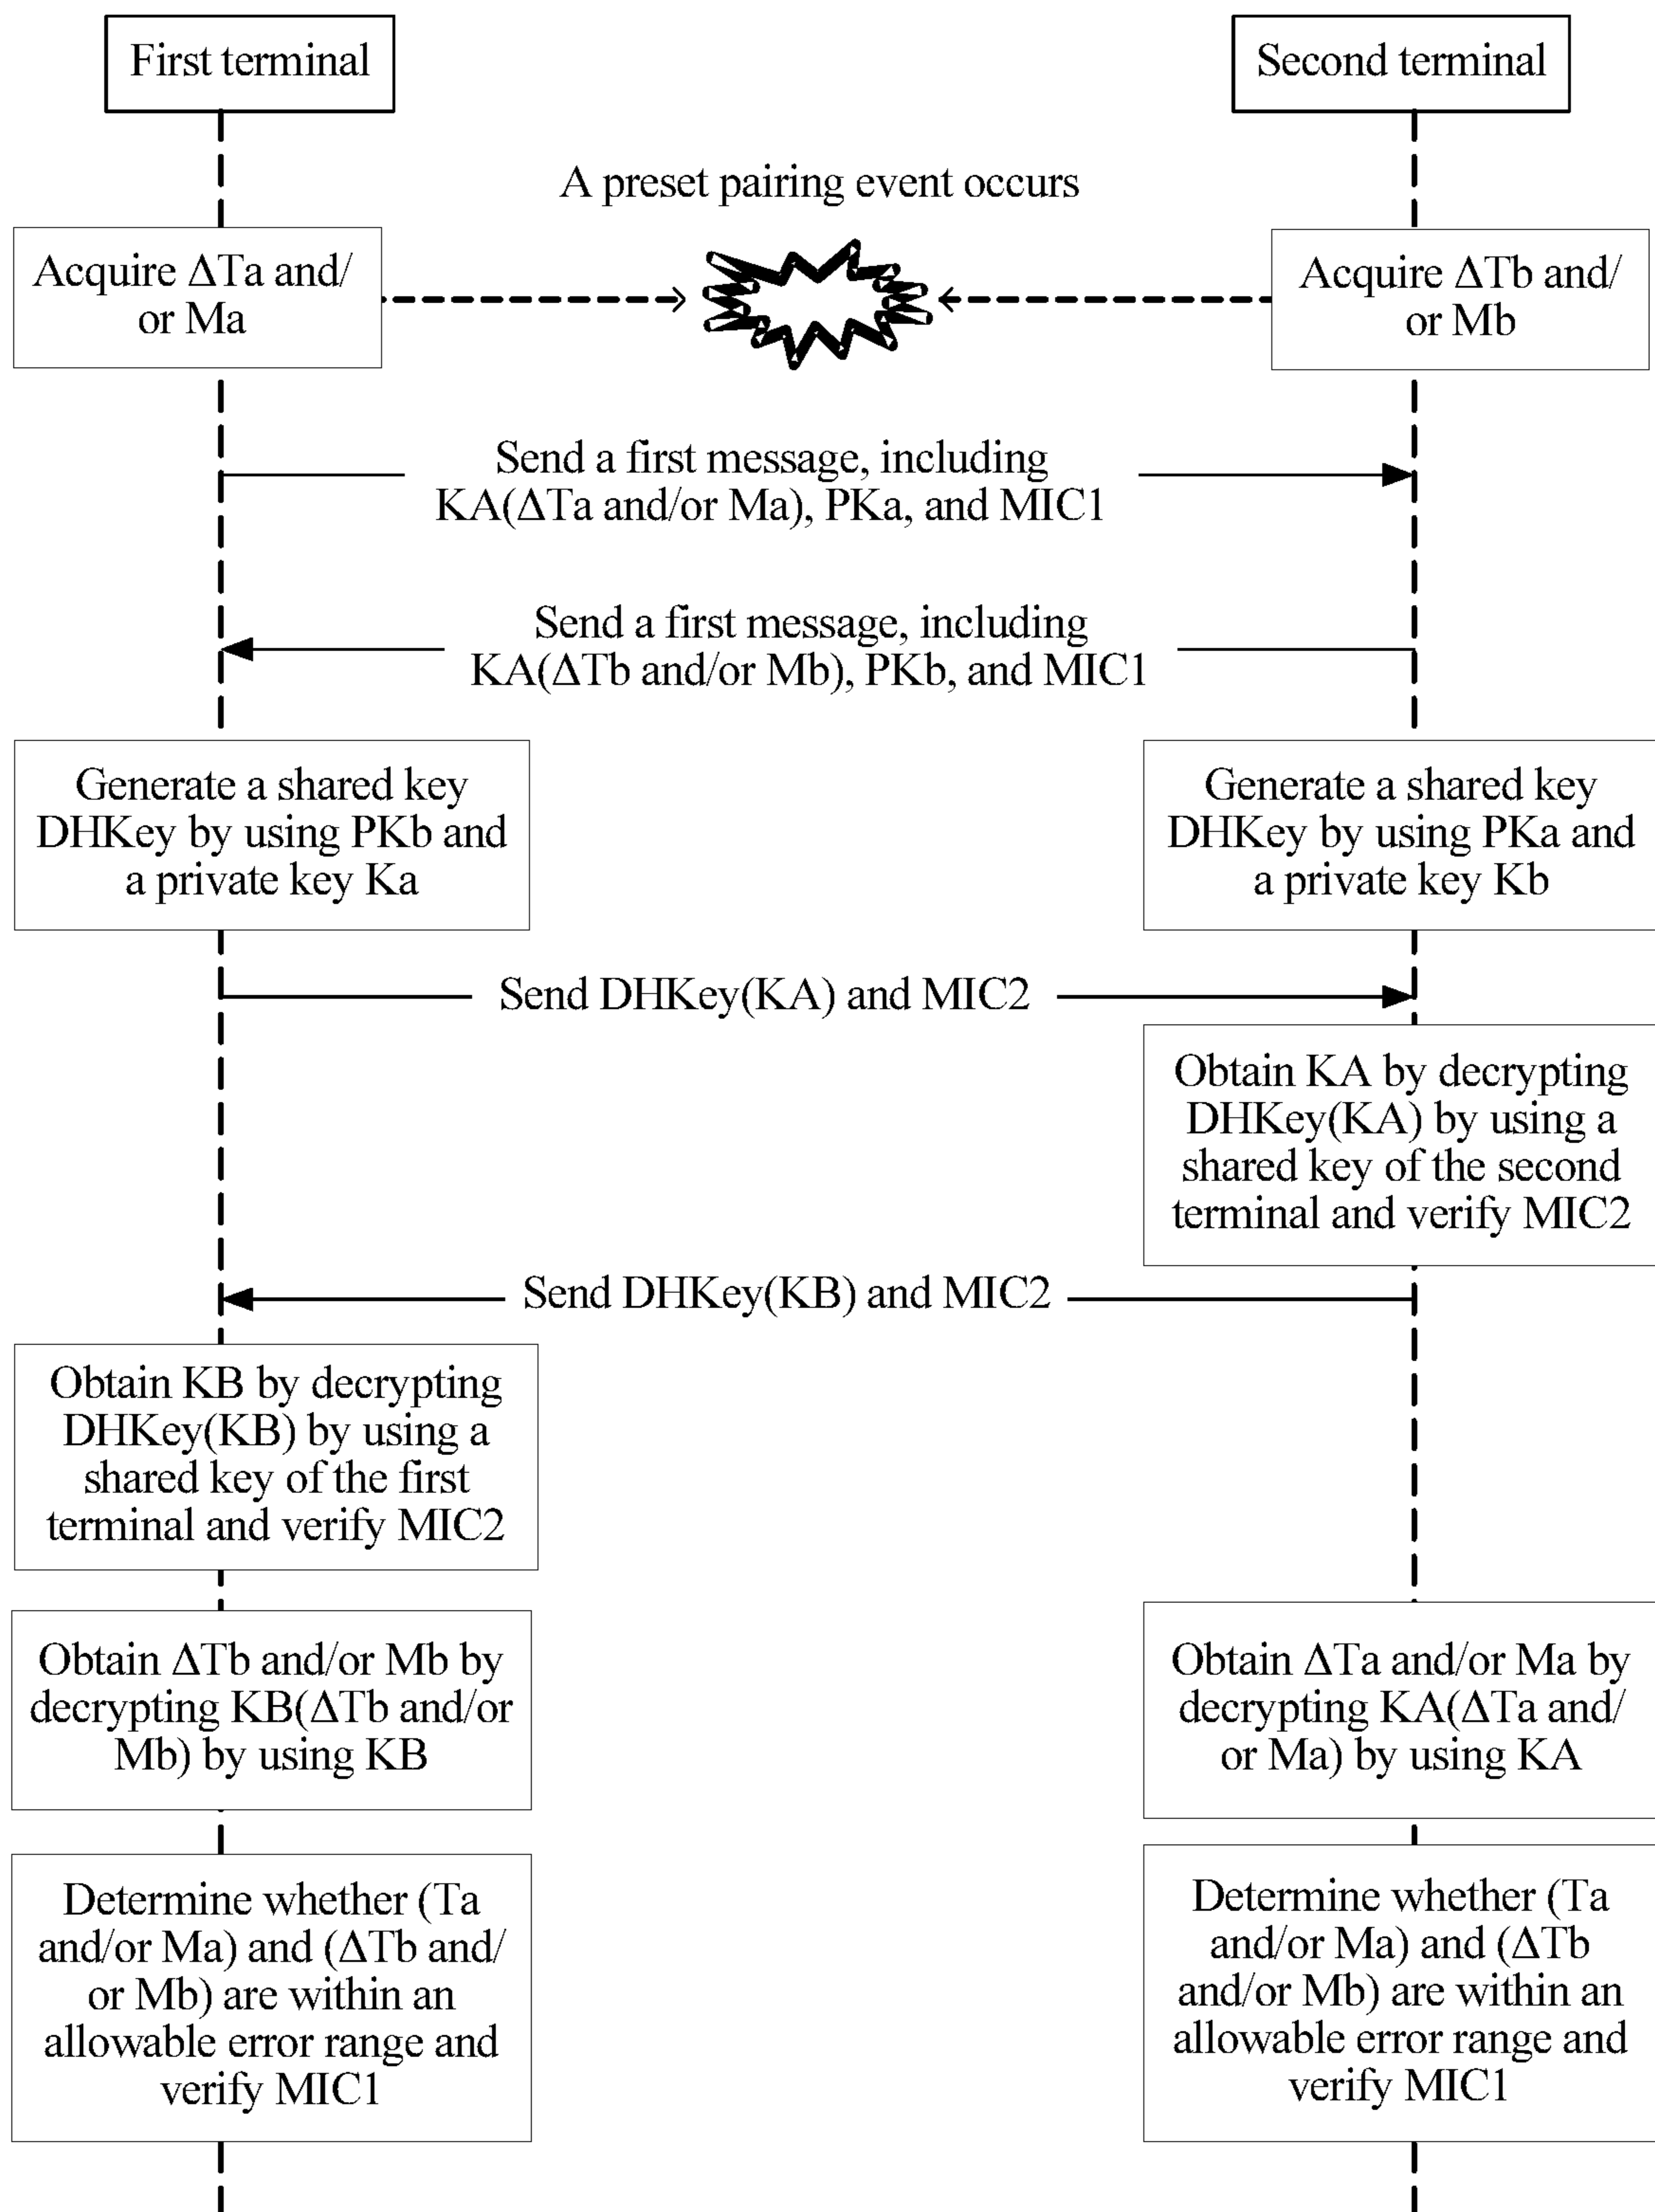 First terminal
Second terminal
A preset pairing event occurs
Acquire ΔTa and/
or Ma
Acquire ΔTb and/
or Mb
Send a first message, including
KA(ΔTa and/or Ma), PKa, and MIC1
Send a first message, including
KA(ΔTb and/or Mb), PKb, and MIC1
Generate a shared key
DHKey by using PKb and
a private key Ka
Generate a shared key
DHKey by using PKa and
a private key Kb
Send DHKey(KA) and MIC2
Obtain KA by decrypting
DHKey(KA) by using a
shared key of the second
terminal and verify MIC2
Send DHKey(KB) and MIC2
Obtain KB by decrypting
DHKey(KB) by using a
shared key of the first
terminal and verify MIC2
Obtain ΔTb and/or Mb by
decrypting KB(ΔTb and/or
Mb) by using KB
Obtain ΔTa and/or Ma by
decrypting KA(ΔTa and/
or Ma) by using KA
Determine whether (Ta
and/or Ma) and (ΔTb and/
or Mb) are within an
allowable error range and
verify MIC1
Determine whether (Ta
and/or Ma) and (ΔTb
and/or Mb) are within an
allowable error range and
verify MIC1